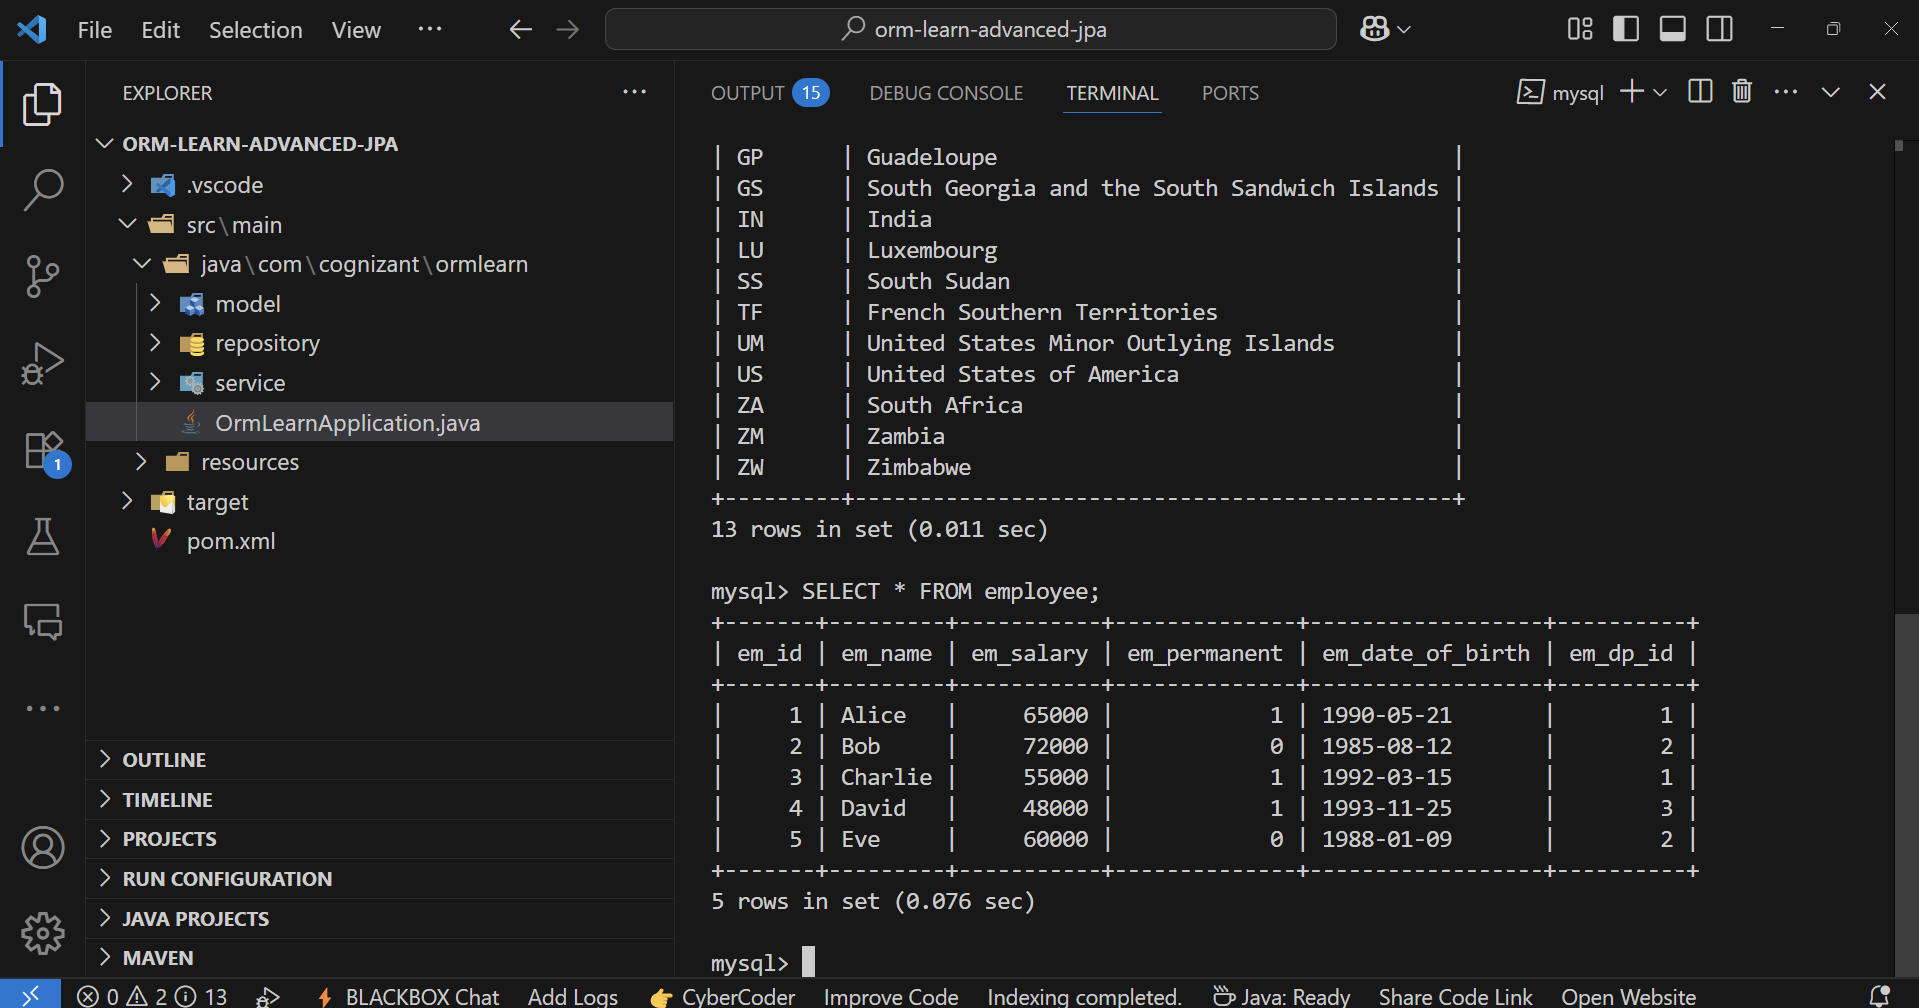 File Edit Selection View ··· orm-learn-advanced-jpa
EXPLORER ···
ORM-LEARN-ADVANCED-JPA
.vscode
src\main
java\com\cognizant\ormlearn
model
repository
service
OrmLearnApplication.java
resources
target
pom.xml
1
OUTLINE
TIMELINE
PROJECTS
RUN CONFIGURATION
JAVA PROJECTS
MAVEN
OUTPUT 15 DEBUG CONSOLE TERMINAL PORTS mysql
| GP | Guadeloupe |
| GS | South Georgia and the South Sandwich Islands |
| IN | India |
| LU | Luxembourg |
| SS | South Sudan |
| TF | French Southern Territories |
| UM | United States Minor Outlying Islands |
| US | United States of America |
| ZA | South Africa |
| ZM | Zambia |
| ZW | Zimbabwe |
+---------+----------------------------------------------+
13 rows in set (0.011 sec)
mysql> SELECT * FROM employee;
+-------+---------+-----------+--------------+------------------+----------+
| em_id | em_name | em_salary | em_permanent | em_date_of_birth | em_dp_id |
+-------+---------+-----------+--------------+------------------+----------+
| 1 | Alice | 65000 | 1 | 1990-05-21 | 1 |
| 2 | Bob | 72000 | 0 | 1985-08-12 | 2 |
| 3 | Charlie | 55000 | 1 | 1992-03-15 | 1 |
| 4 | David | 48000 | 1 | 1993-11-25 | 3 |
| 5 | Eve | 60000 | 0 | 1988-01-09 | 2 |
+-------+---------+-----------+--------------+------------------+----------+
5 rows in set (0.076 sec)
mysql>
0 2 13 BLACKBOX Chat Add Logs CyberCoder Improve Code Indexing completed. Java: Ready Share Code Link Open Website